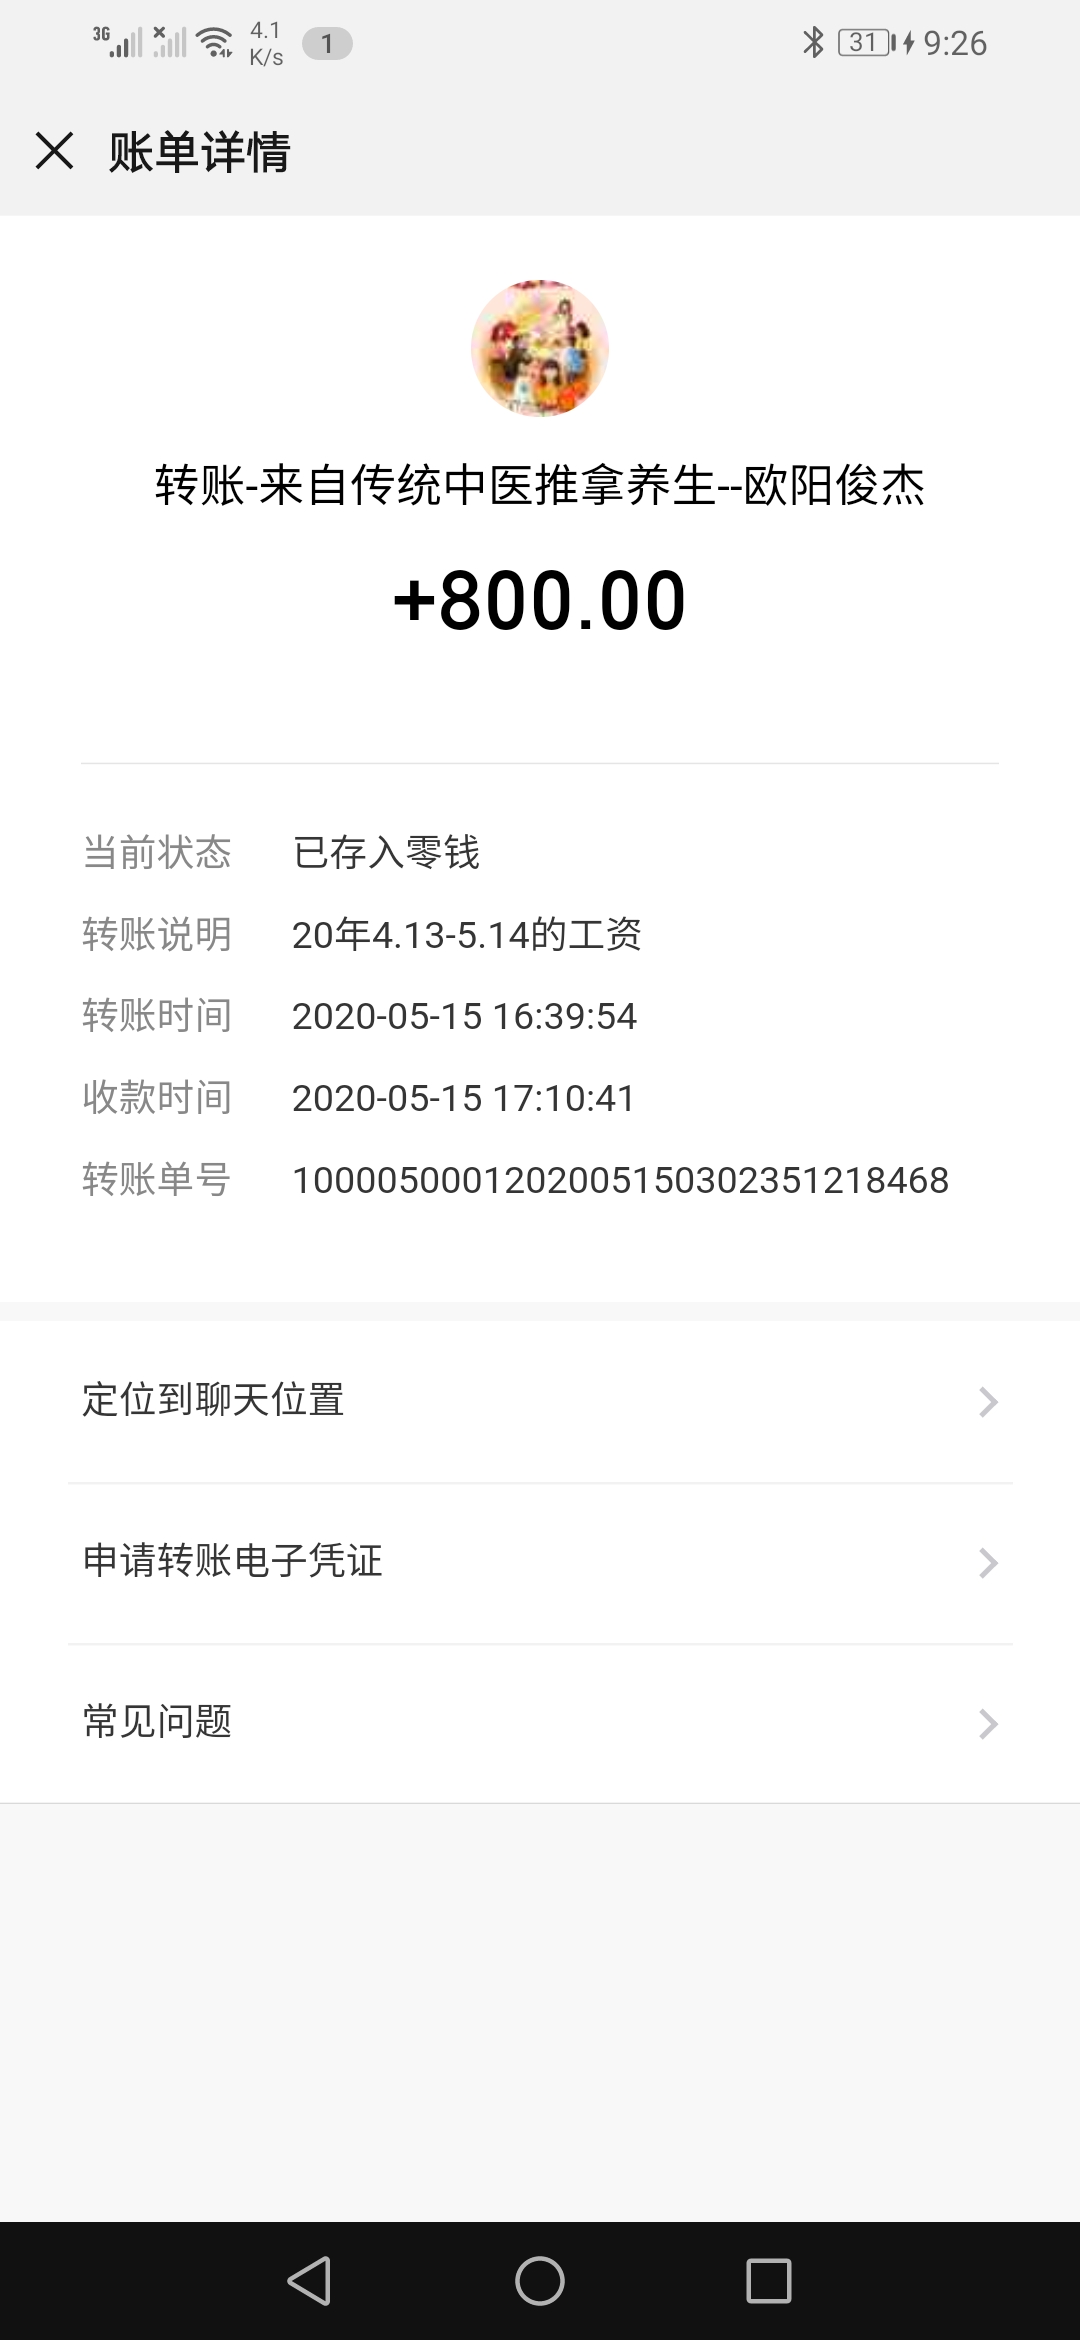 3G 4.1 K/s 1 31 9:26
账单详情
转账-来自传统中医推拿养生--欧阳俊杰
+800.00
当前状态 已存入零钱
转账说明 20年4.13-5.14的工资
转账时间 2020-05-15 16:39:54
收款时间 2020-05-15 17:10:41
转账单号 1000050001202005150302351218468
定位到聊天位置
申请转账电子凭证
常见问题